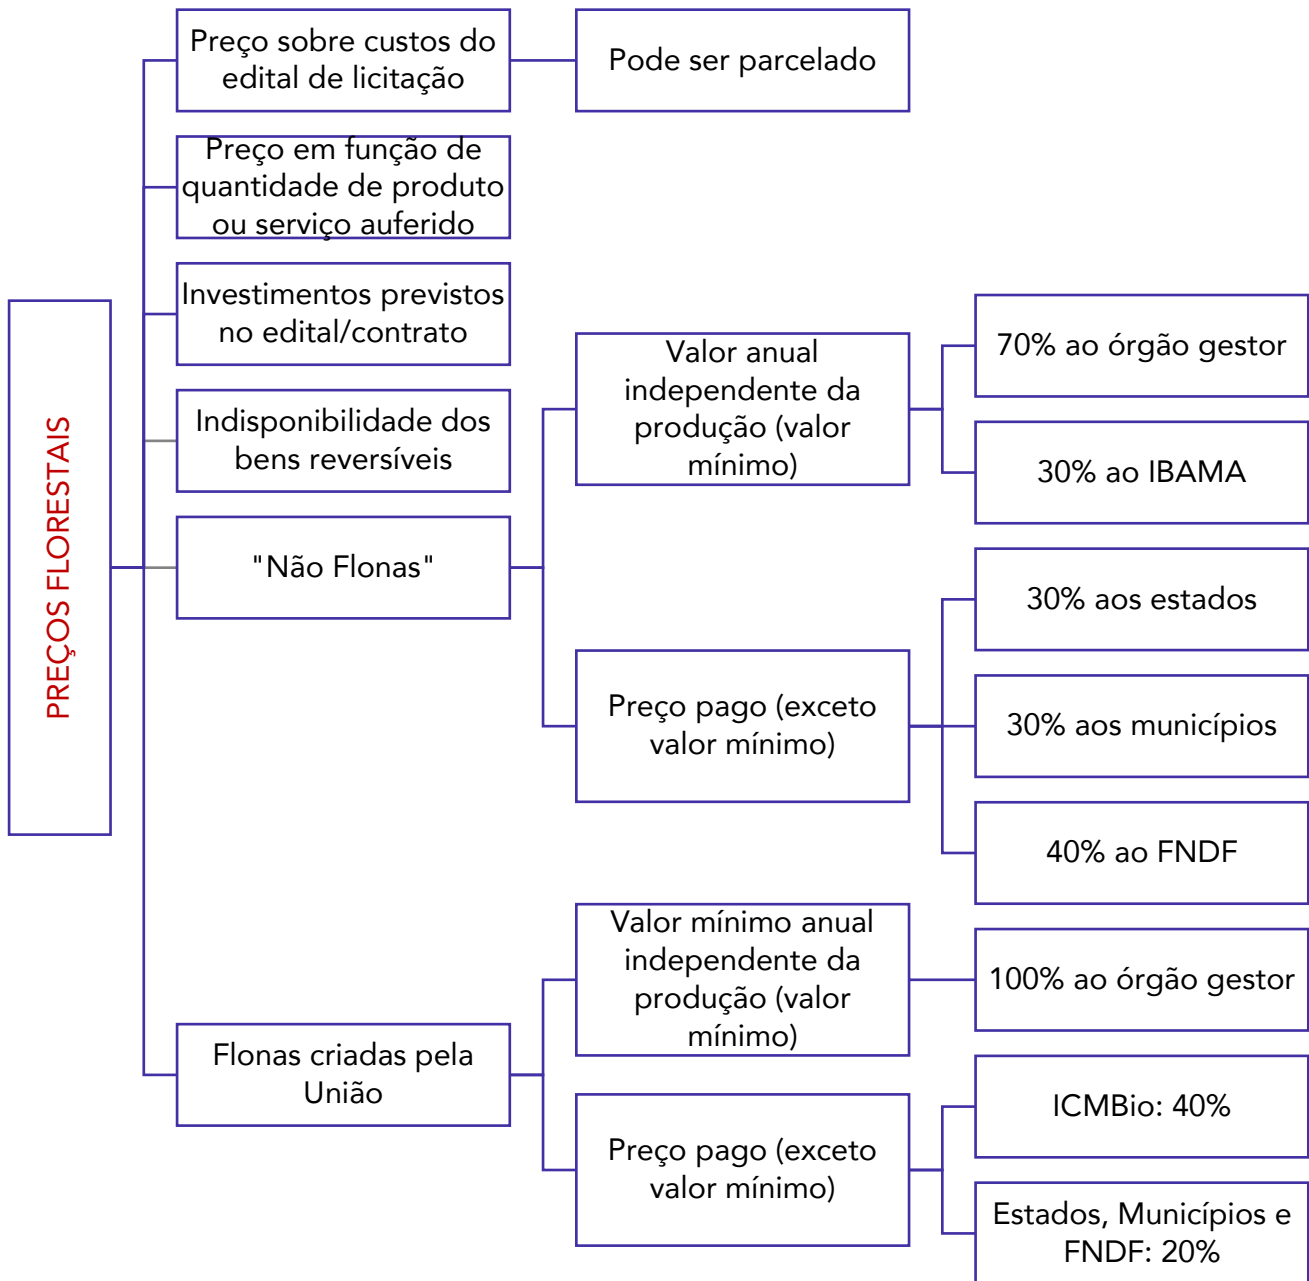 PREÇOS FLORESTAIS
Preço sobre custos do
edital de licitação
Pode ser parcelado
Preço em função de
quantidade de produto
ou serviço auferido
Investimentos previstos
no edital/contrato
Indisponibilidade dos
bens reversíveis
"Não Flonas"
Valor anual
independente da
produção (valor
mínimo)
70% ao órgão gestor
30% ao IBAMA
Preço pago (exceto
valor mínimo)
30% aos estados
30% aos municípios
40% ao FNDF
Flonas criadas pela
União
Valor mínimo anual
independente da
produção (valor
mínimo)
100% ao órgão gestor
Preço pago (exceto
valor mínimo)
ICMBio: 40%
Estados, Municípios e
FNDF: 20%